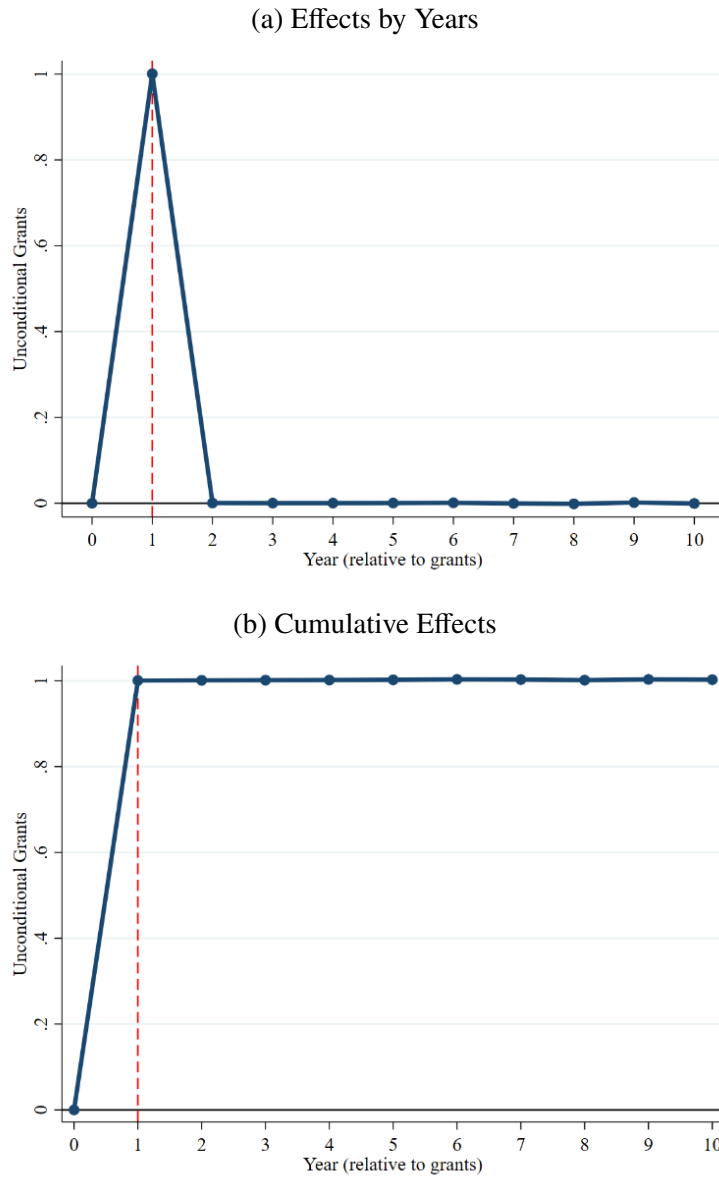 (a) Effects by Years
Unconditional Grants
1
.8
.6
.4
.2
0
0 1 2 3 4 5 6 7 8 9 10
Year (relative to grants)
(b) Cumulative Effects
Unconditional Grants
1
.8
.6
.4
.2
0
0 1 2 3 4 5 6 7 8 9 10
Year (relative to grants)